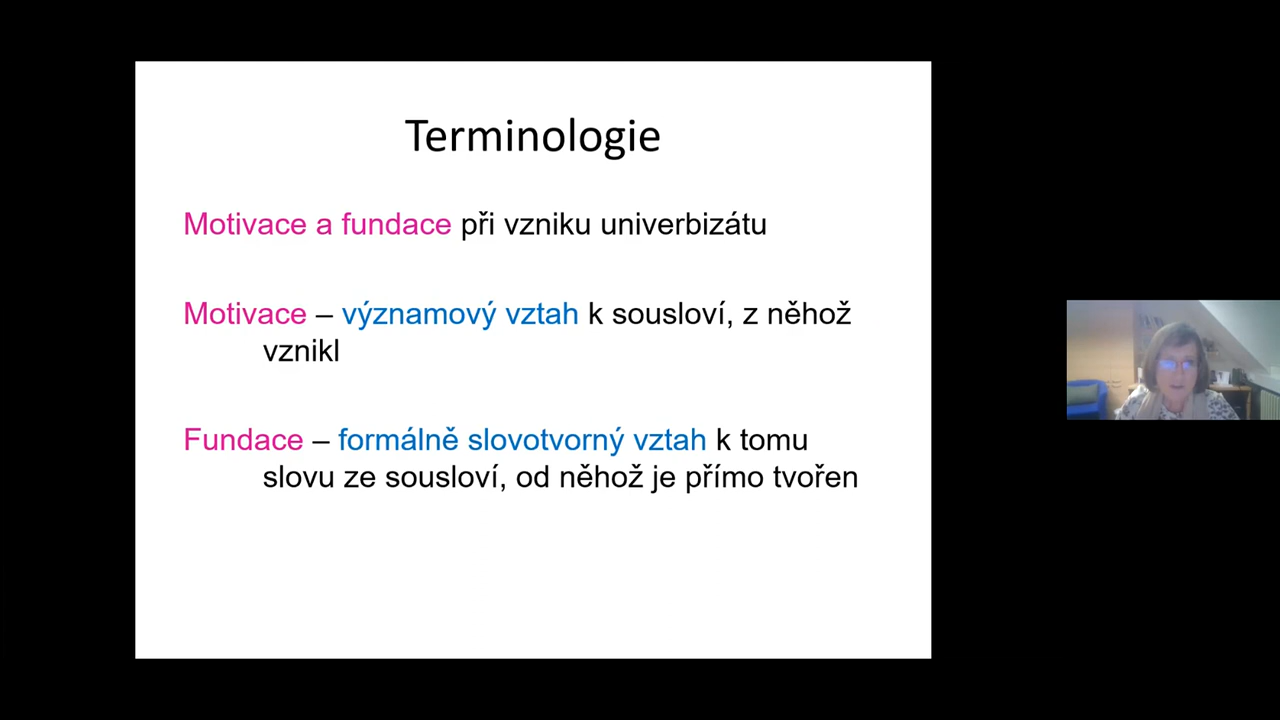 Terminologie
Motivace a fundace při vzniku univerbizátu
Motivace – významový vztah k sousloví, z něhož
vznikl
Fundace – formálně slovotvorný vztah k tomu
slovu ze sousloví, od něhož je přímo tvořen